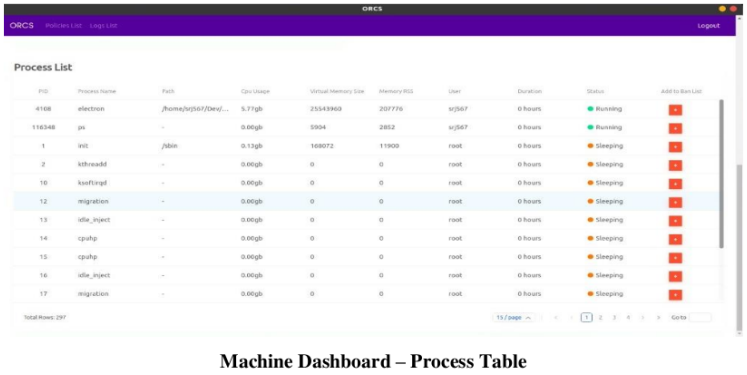 ORCS
ORCS Policies List Logs List Logout
Process List
PID Process Name Path Cpu Usage Virtual Memory Size Memory RSS User Duration Status Add to Ban List
4108 electron /home/srj567/Dev/... 5.77gb 25543960 207776 srj567 0 hours Running +
118348 ps - 0.00gb 5904 2852 srj567 0 hours Running +
1 init /sbin 0.13gb 168072 11900 root 0 hours Sleeping +
2 kthreadd - 0.00gb 0 0 root 0 hours Sleeping +
10 ksoftirqd - 0.00gb 0 0 root 0 hours Sleeping +
12 migration - 0.00gb 0 0 root 0 hours Sleeping +
13 idle_inject - 0.00gb 0 0 root 0 hours Sleeping +
14 cpuhp - 0.00gb 0 0 root 0 hours Sleeping +
15 cpuhp - 0.00gb 0 0 root 0 hours Sleeping +
16 idle_inject - 0.00gb 0 0 root 0 hours Sleeping +
17 migration - 0.00gb 0 0 root 0 hours Sleeping +
Total Rows: 297 15 / page 1 2 3 4 Go to
Machine Dashboard – Process Table